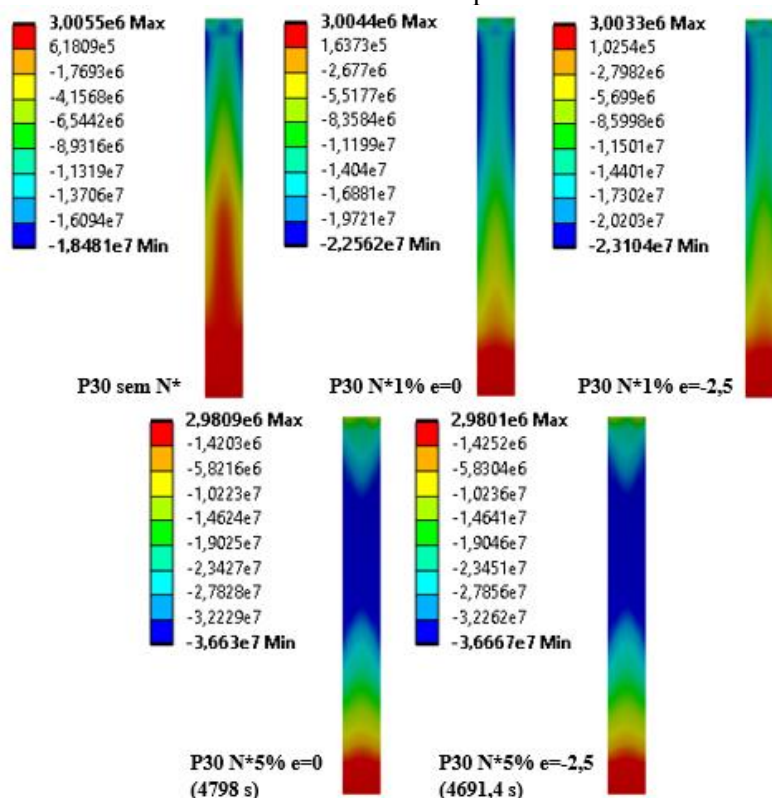 3,0055e6 Max
6,1809e5
-1,7693e6
-4,1568e6
-6,5442e6
-8,9316e6
-1,1319e7
-1,3706e7
-1,6094e7
-1,8481e7 Min
P30 sem N*
3,0044e6 Max
1,6373e5
-2,677e6
-5,5177e6
-8,3584e6
-1,1199e7
-1,404e7
-1,6881e7
-1,9721e7
-2,2562e7 Min
P30 N*1% e=0
3,0033e6 Max
1,0254e5
-2,7982e6
-5,699e6
-8,5998e6
-1,1501e7
-1,4401e7
-1,7302e7
-2,0203e7
-2,3104e7 Min
P30 N*1% e=-2,5
2,9809e6 Max
-1,4203e6
-5,8216e6
-1,0223e7
-1,4624e7
-1,9025e7
-2,3427e7
-2,7828e7
-3,2229e7
-3,663e7 Min
P30 N*5% e=0
(4798 s)
2,9801e6 Max
-1,4252e6
-5,8304e6
-1,0236e7
-1,4641e7
-1,9046e7
-2,3451e7
-2,7856e7
-3,2262e7
-3,6667e7 Min
P30 N*5% e=-2,5
(4691,4 s)